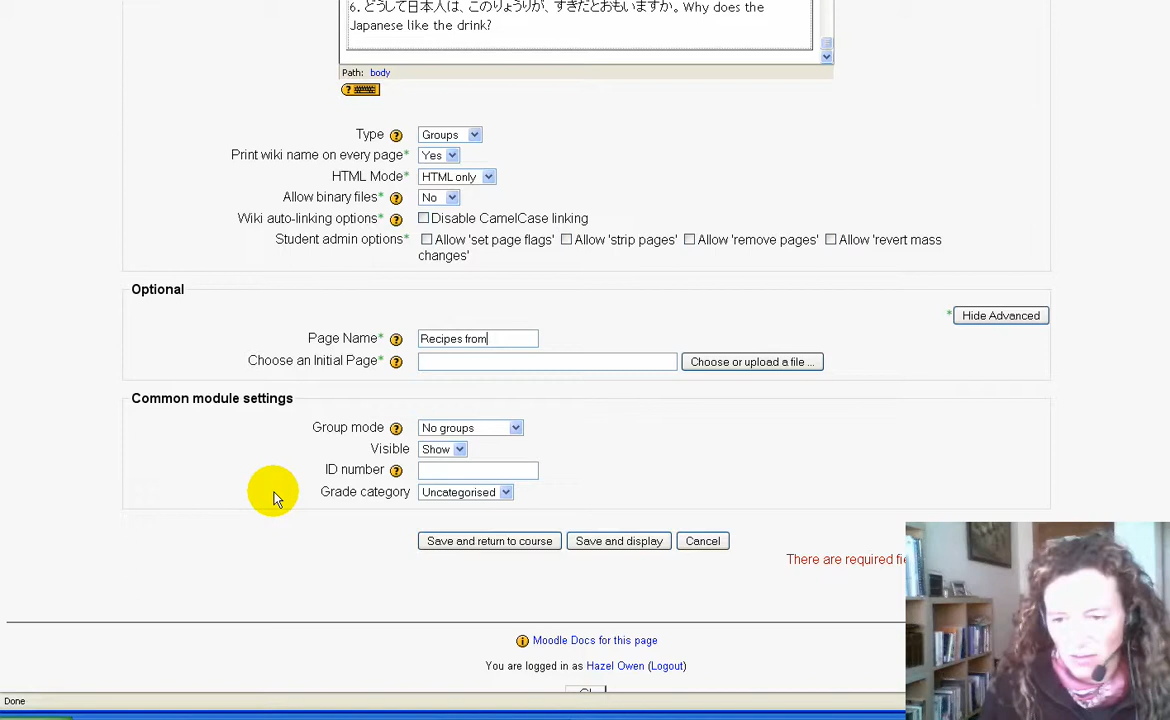 6. どうして日本人は、このりょうりが、すきだとおもいますか。Why does the
Japanese like the drink?
Path: body
?
Type ? Groups
Print wiki name on every page* Yes
HTML Mode* HTML only
Allow binary files* ? No
Wiki auto-linking options* ? Disable CamelCase linking
Student admin options* Allow 'set page flags' Allow 'strip pages' Allow 'remove pages' Allow 'revert mass
changes'
Optional
* Hide Advanced
Page Name* ? Recipes from
Choose an Initial Page* ? Choose or upload a file ...
Common module settings
Group mode ? No groups
Visible Show
ID number ?
Grade category Uncategorised
Save and return to course Save and display Cancel
There are required
i Moodle Docs for this page
You are logged in as Hazel Owen (Logout)
Done